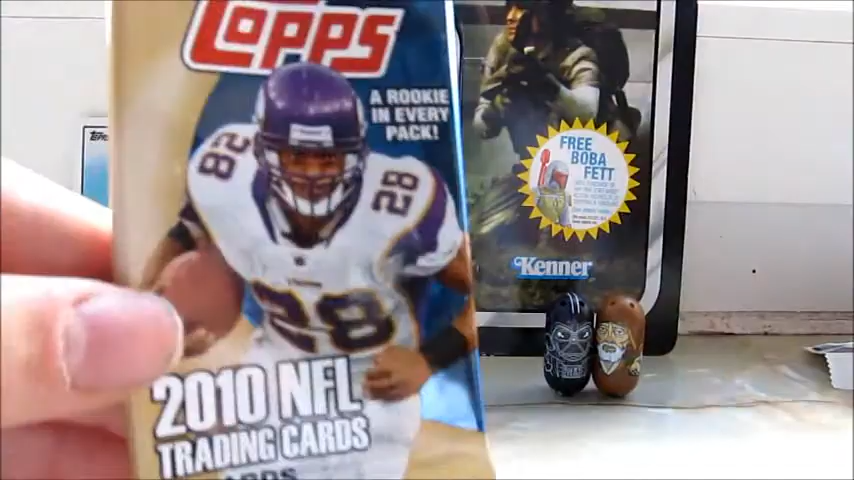 Topps
A ROOKIE
IN EVERY
PACK!
28
28
28
2010 NFL
TRADING CARDS
FREE
BOBA
FETT
Kenner